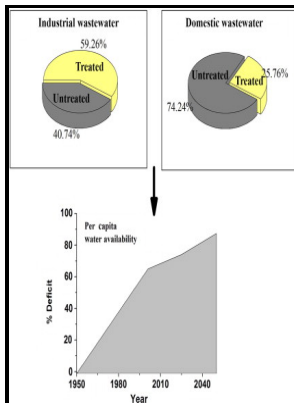 Industrial wastewater
59.26%
Treated
Untreated
40.74%
Domestic wastewater
Untreated
25.76%
Treated
74.24%
100
Per capita
water availability
80
60
40
20
0
% Deficit
1950
1980
2010
2040
Year